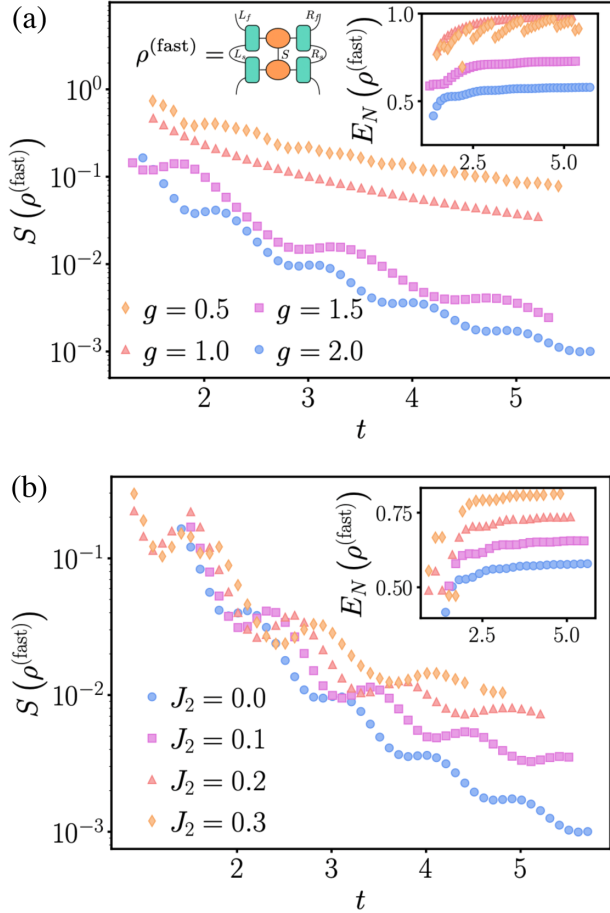 (a)
ρ^(fast) =
L_f
R_f
L_s
S
R_s
S (ρ^(fast))
10^0
10^-1
10^-2
10^-3
E_N (ρ^(fast))
1.0
0.5
2.5
5.0
g = 0.5
g = 1.5
g = 1.0
g = 2.0
2
3
4
5
t
(b)
S (ρ^(fast))
10^-1
10^-2
10^-3
E_N (ρ^(fast))
0.75
0.50
2.5
5.0
J_2 = 0.0
J_2 = 0.1
J_2 = 0.2
J_2 = 0.3
2
3
4
5
t